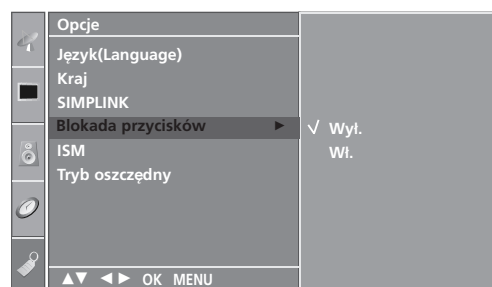 Opcje
Język(Language)
Kraj
SIMPLINK
Blokada przycisków ►
√ Wył.
ISM
Wł.
Tryb oszczędny
▲▼ ◄► OK MENU